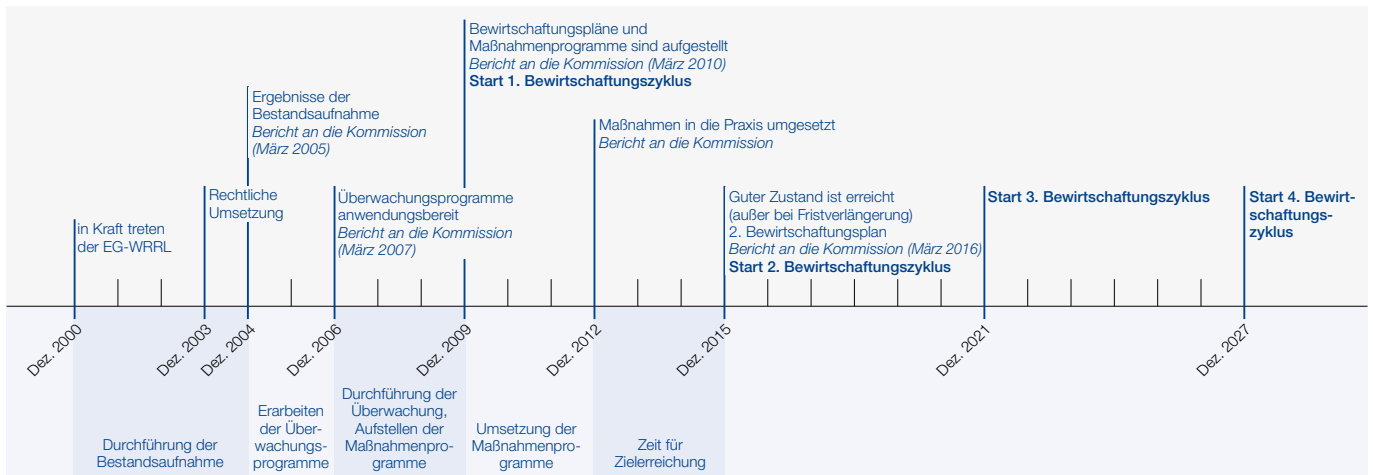 Bewirtschaftungspläne und
Maßnahmenprogramme sind aufgestellt
Bericht an die Kommission (März 2010)
Start 1. Bewirtschaftungszyklus
Ergebnisse der
Bestandsaufnahme
Bericht an die Kommission
(März 2005)
Maßnahmen in die Praxis umgesetzt
Bericht an die Kommission
in Kraft treten
der EG-WRRL
Rechtliche
Umsetzung
Überwachungsprogramme
anwendungsbereit
Bericht an die Kommission
(März 2007)
Guter Zustand ist erreicht
(außer bei Fristverlängerung)
2. Bewirtschaftungsplan
Bericht an die Kommission (März 2016)
Start 2. Bewirtschaftungszyklus
Start 3. Bewirtschaftungszyklus
Start 4. Bewirt-
schaftungs-
zyklus
Dez. 2000
Dez. 2003
Dez. 2004
Dez. 2006
Dez. 2009
Dez. 2012
Dez. 2015
Dez. 2021
Dez. 2027
Durchführung der
Bestandsaufnahme
Erarbeiten
der Über-
wachungs-
programme
Durchführung der
Überwachung,
Aufstellen der
Maßnahmenpro-
gramme
Umsetzung der
Maßnahmenpro-
gramme
Zeit für
Zielerreichung